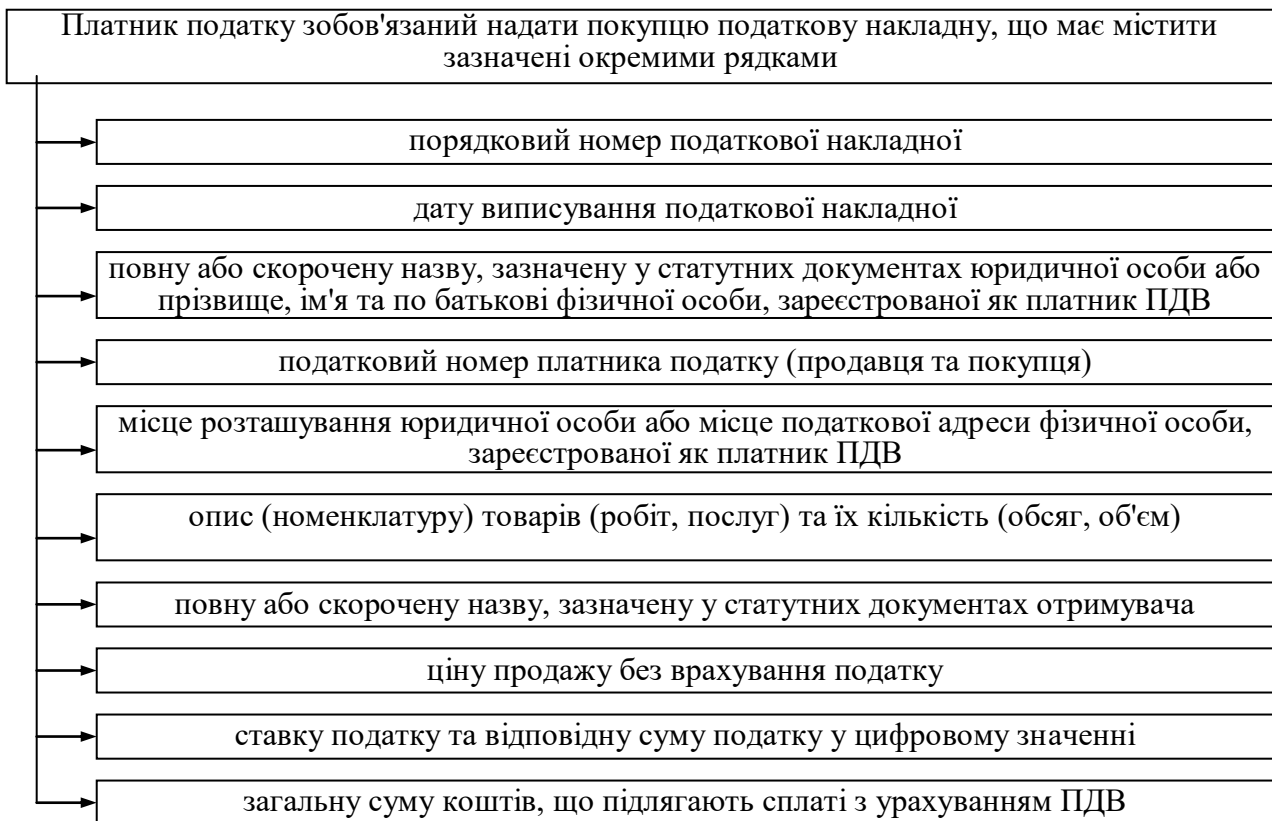 Платник податку зобов'язаний надати покупцю податкову накладну, що має містити
зазначені окремими рядками
порядковий номер податкової накладної
дату виписування податкової накладної
повну або скорочену назву, зазначену у статутних документах юридичної особи або
прізвище, ім'я та по батькові фізичної особи, зареєстрованої як платник ПДВ
податковий номер платника податку (продавця та покупця)
місце розташування юридичної особи або місце податкової адреси фізичної особи,
зареєстрованої як платник ПДВ
опис (номенклатуру) товарів (робіт, послуг) та їх кількість (обсяг, об'єм)
повну або скорочену назву, зазначену у статутних документах отримувача
ціну продажу без врахування податку
ставку податку та відповідну суму податку у цифровому значенні
загальну суму коштів, що підлягають сплаті з урахуванням ПДВ